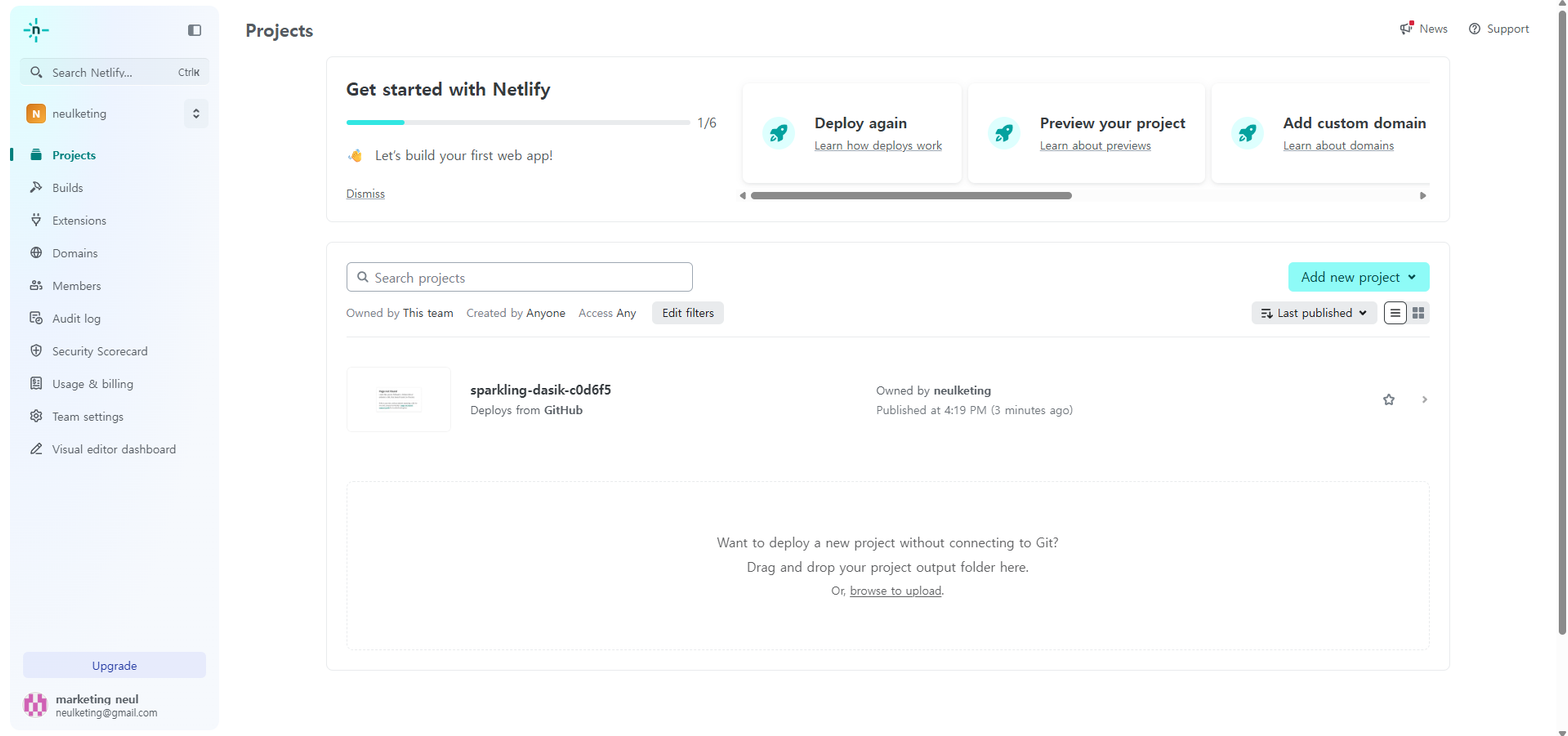 n
Projects
News
Support
Search Netlify...
CtrlK
N
neulketing
Projects
Builds
Extensions
Domains
Members
Audit log
Security Scorecard
Usage & billing
Team settings
Visual editor dashboard
Upgrade
marketing neul
neulketing@gmail.com
Get started with Netlify
1/6
Let's build your first web app!
Dismiss
Deploy again
Learn how deploys work
Preview your project
Learn about previews
Add custom domain
Learn about domains
Search projects
Add new project
Owned by This team Created by Anyone Access Any
Edit filters
Last published
sparkling-dasik-c0d6f5
Deploys from GitHub
Owned by neulketing
Published at 4:19 PM (3 minutes ago)
Want to deploy a new project without connecting to Git?
Drag and drop your project output folder here.
Or, browse to upload.